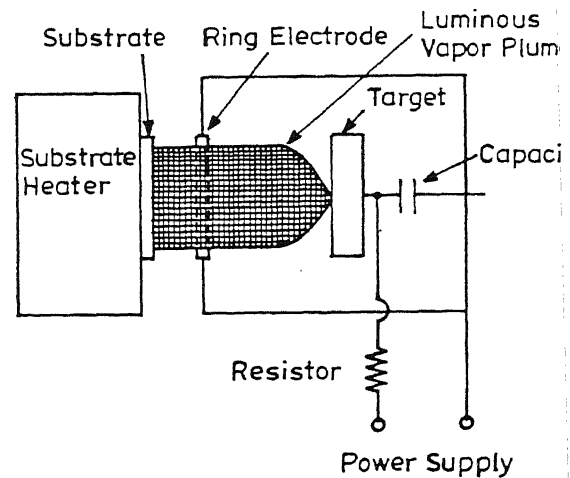 Luminous
Substrate Ring Electrode Vapor Plum
Target
Capaci
Substrate
Heater
Resistor
Power Supply